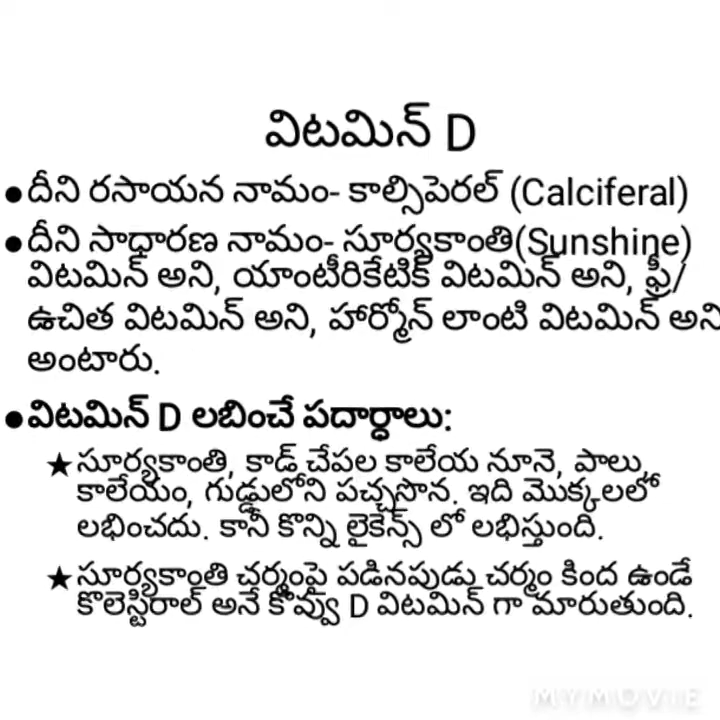 విటమిన్ D
•దీని రసాయన నామం- కాల్సిపెరల్ (Calciferal)
•దీని సాధారణ నామం- సూర్యకాంతి(Sunshine)
విటమిన్ అని, యాంటీరికేటిక్ విటమిన్ అని, ఫ్రీ/
ఉచిత విటమిన్ అని, హార్మోన్ లాంటి విటమిన్ అని
అంటారు.
•విటమిన్ D లబించే పదార్థాలు:
★సూర్యకాంతి, కాడ్ చేపల కాలేయ నూనె, పాలు,
కాలేయం, గుడ్డులోని పచ్చసొన. ఇది మొక్కలలో
లభించదు. కానీ కొన్ని లైకెన్స్ లో లభిస్తుంది.
★సూర్యకాంతి చర్మంపై పడినపుడు చర్మం కింద ఉండే
కొలెస్టిరాల్ అనే కొవ్వు D విటమిన్ గా మారుతుంది.
MYMOVIE